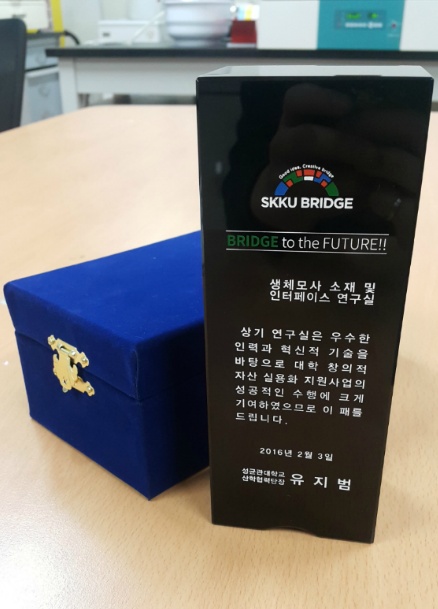 Good idea, Creative bridge
SKKU BRIDGE
BRIDGE to the FUTURE!!
생체모사 소재 및
인터페이스 연구실
상기 연구실은 우수한
인력과 혁신적 기술을
바탕으로 대학 창의적
자산 실용화 지원사업의
성공적인 수행에 크게
기여하였으므로 이 패를
드립니다.
2016년 2월 3일
성균관대학교
산학협력단장 유 지 범